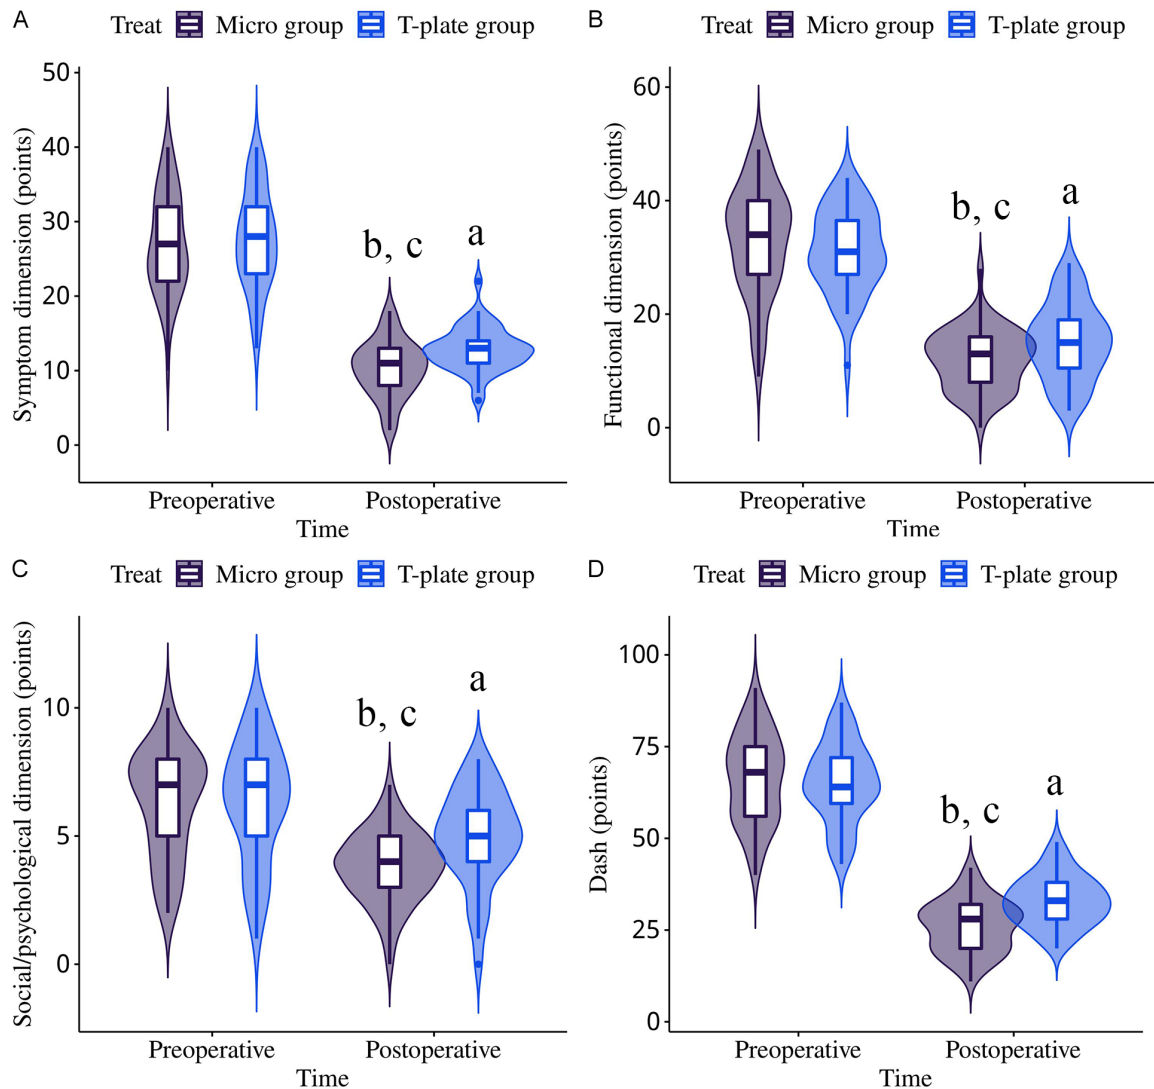 A
Treat Micro group T-plate group
Symptom dimension (points)
50
40
30
20
10
0
b, c
a
Preoperative
Postoperative
Time
B
Treat Micro group T-plate group
Functional dimension (points)
60
40
20
0
b, c
a
Preoperative
Postoperative
Time
C
Treat Micro group T-plate group
Social/psychological dimension (points)
10
5
0
b, c
a
Preoperative
Postoperative
Time
D
Treat Micro group T-plate group
Dash (points)
100
75
50
25
0
b, c
a
Preoperative
Postoperative
Time